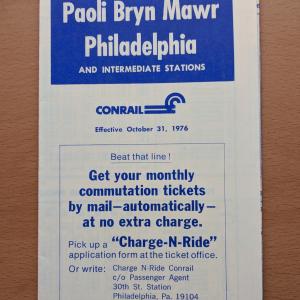 Paoli Bryn Mawr
Philadelphia
AND INTERMEDIATE STATIONS
CONRAIL
Effective October 31, 1976
Beat that line!
Get your monthly
commutation tickets
by mail—automatically—
at no extra charge.
Pick up a "Charge-N-Ride"
application form at the ticket office.
Or write: Charge N-Ride Conrail
c/o Passenger Agent
30th St. Station
Philadelphia, Pa. 19104